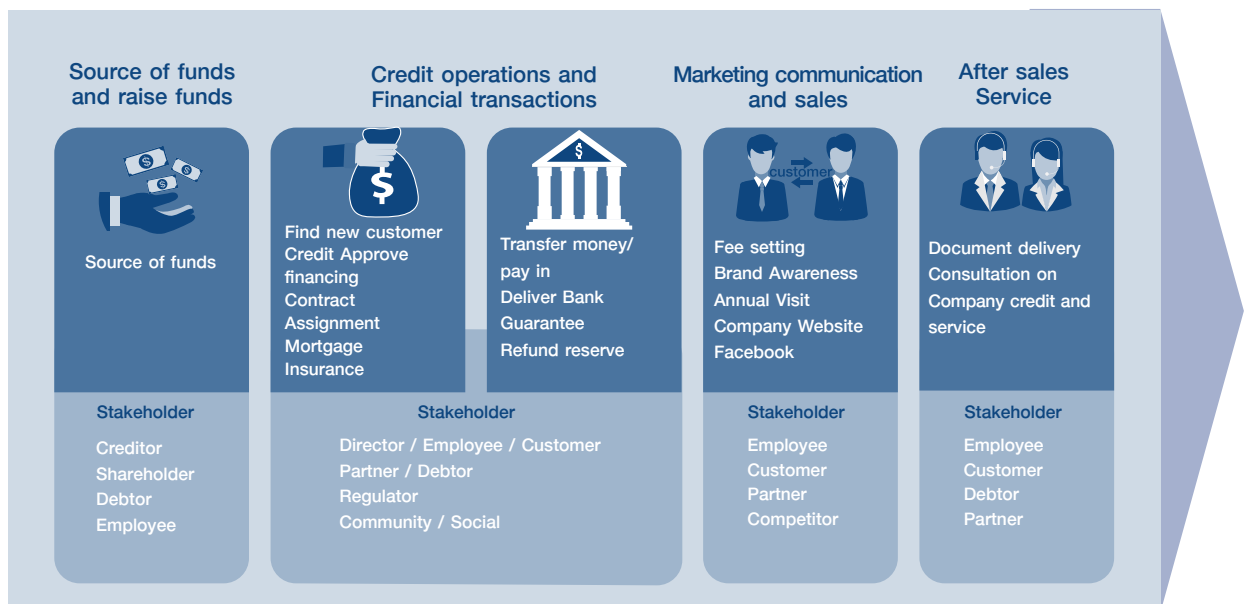 Source of funds
and raise funds
Credit operations and
Financial transactions
Marketing communication
and sales
After sales
Service
$
$
$
Source of funds
$
Find new customer
Credit Approve
financing
Contract
Assignment
Mortgage
Insurance
$
Transfer money/
pay in
Deliver Bank
Guarantee
Refund reserve
customer
Fee setting
Brand Awareness
Annual Visit
Company Website
Facebook
Document delivery
Consultation on
Company credit and
service
Stakeholder
Creditor
Shareholder
Debtor
Employee
Stakeholder
Director / Employee / Customer
Partner / Debtor
Regulator
Community / Social
Stakeholder
Employee
Customer
Partner
Competitor
Stakeholder
Employee
Customer
Debtor
Partner